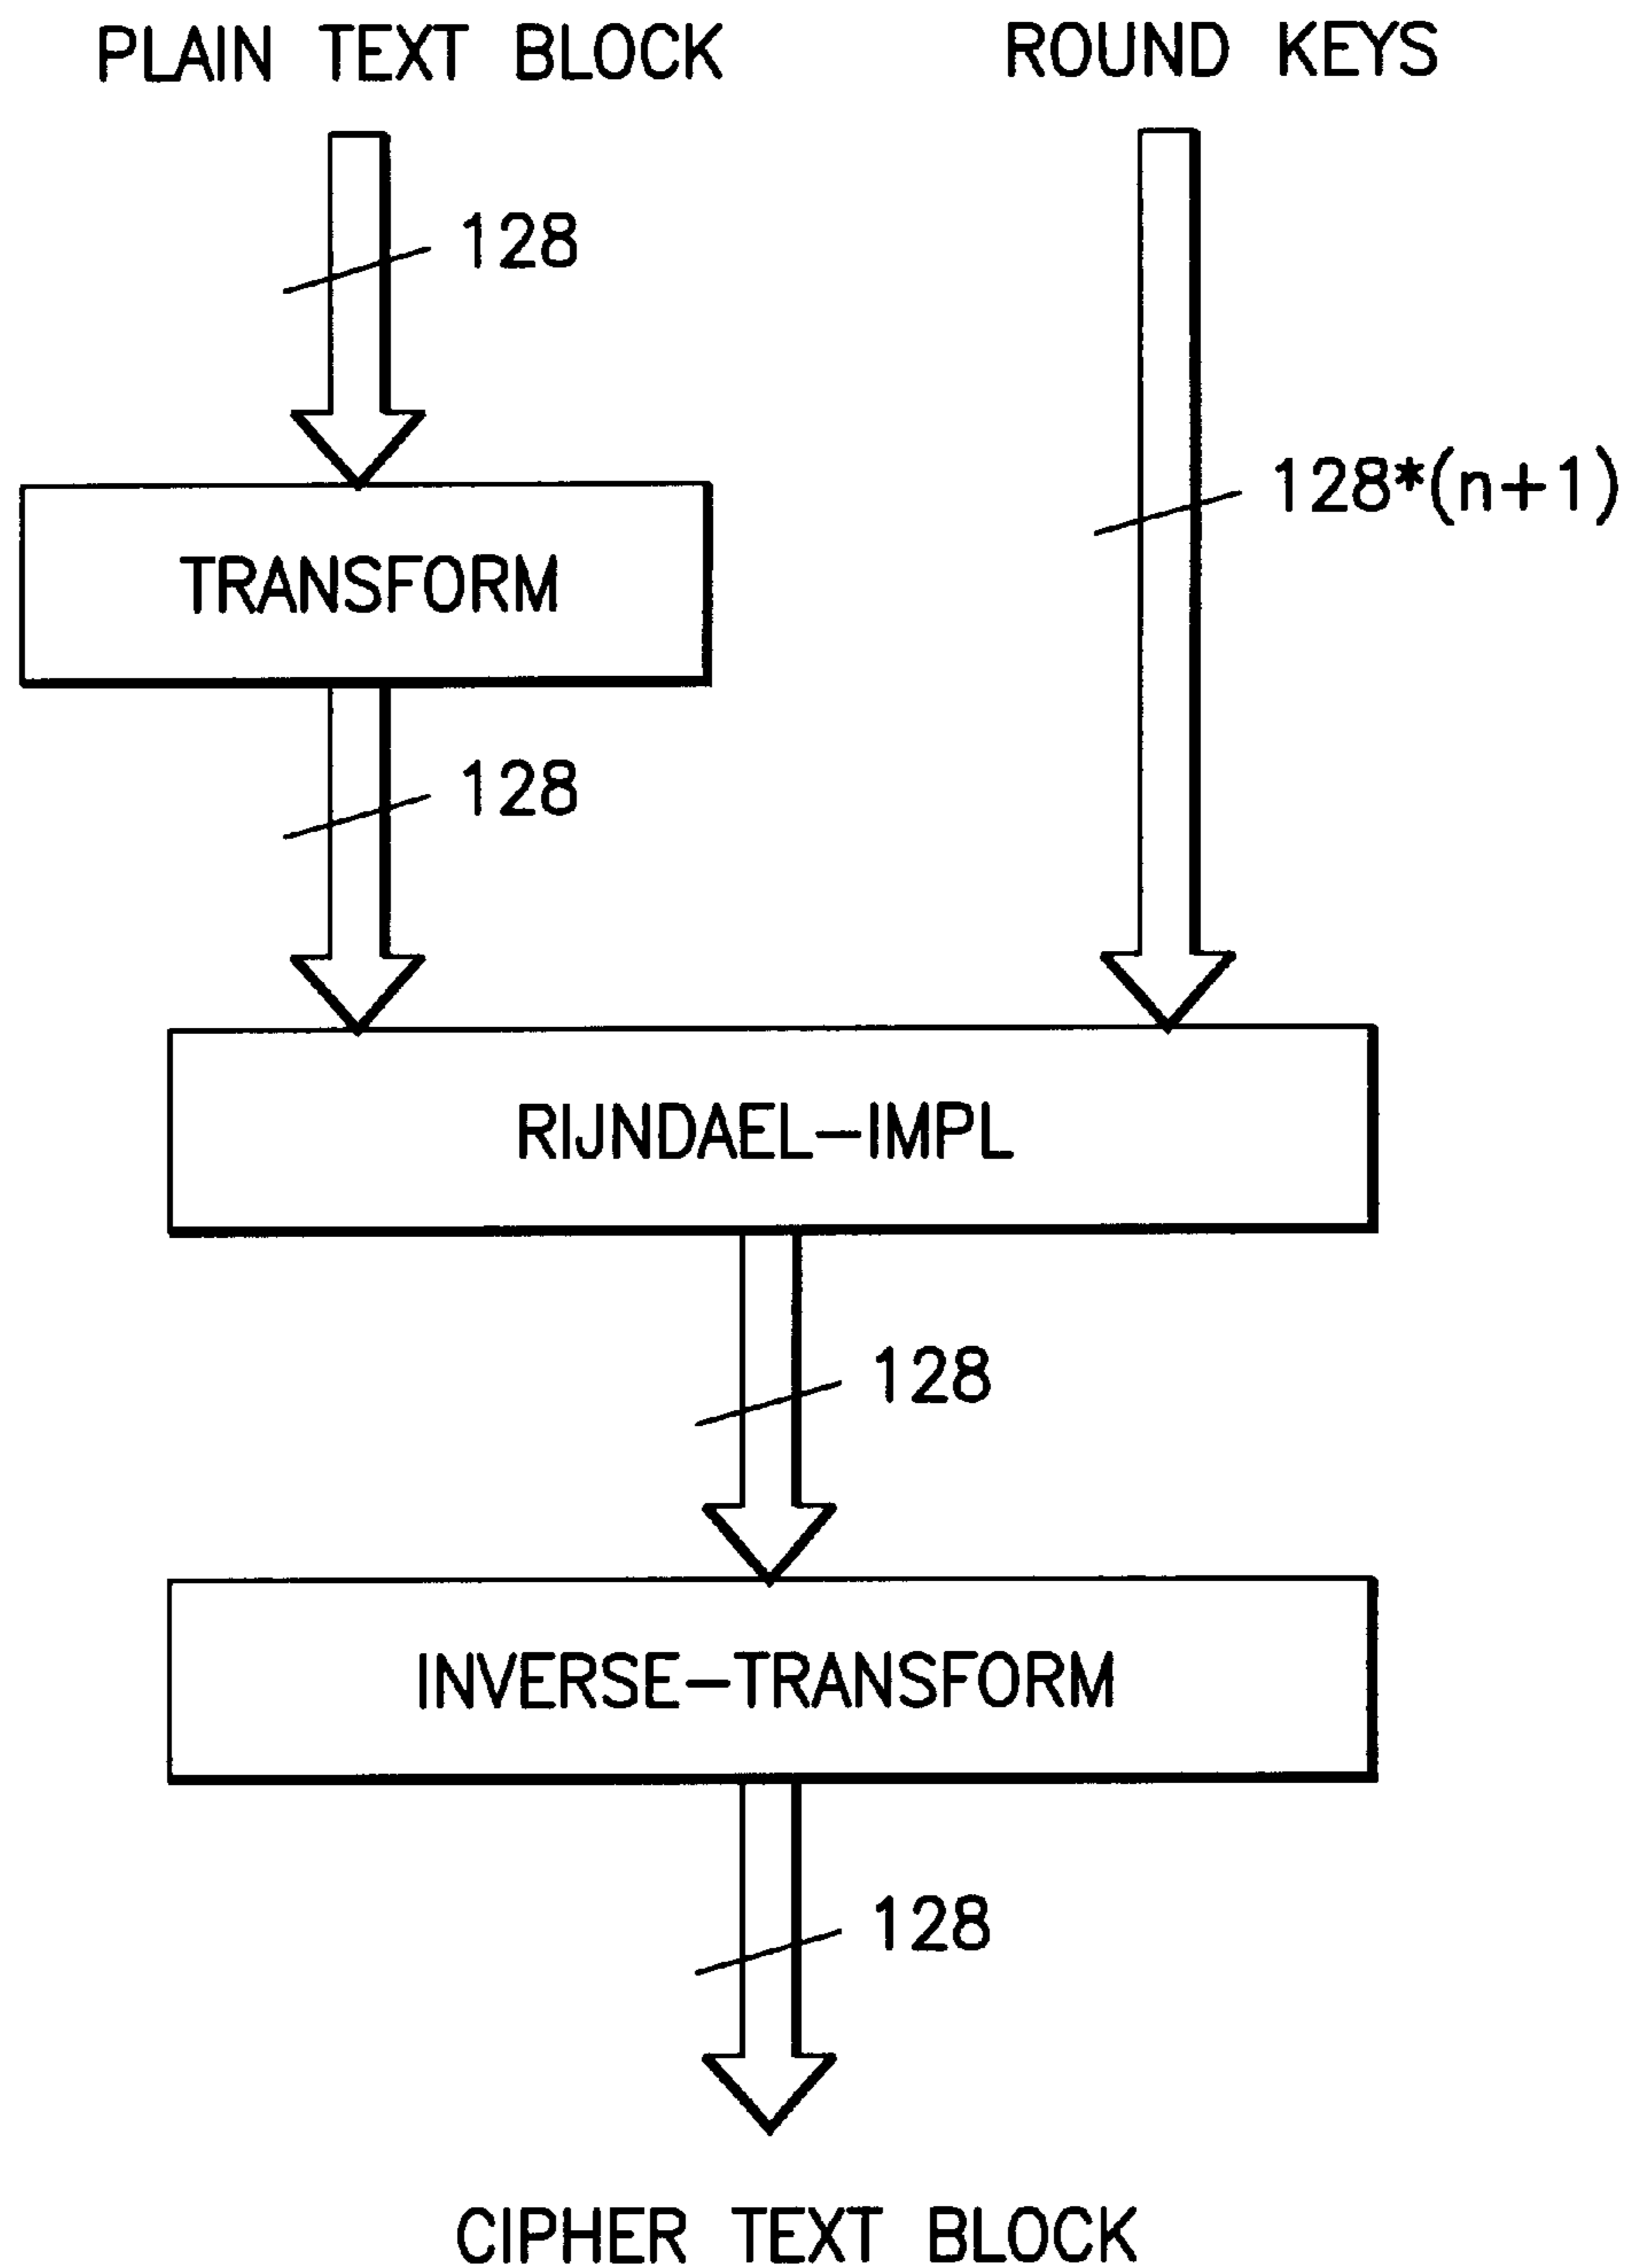 PLAIN TEXT BLOCK
ROUND KEYS
128
128*(n+1)
TRANSFORM
128
RIJNDAEL-IMPL
128
INVERSE-TRANSFORM
128
CIPHER TEXT BLOCK